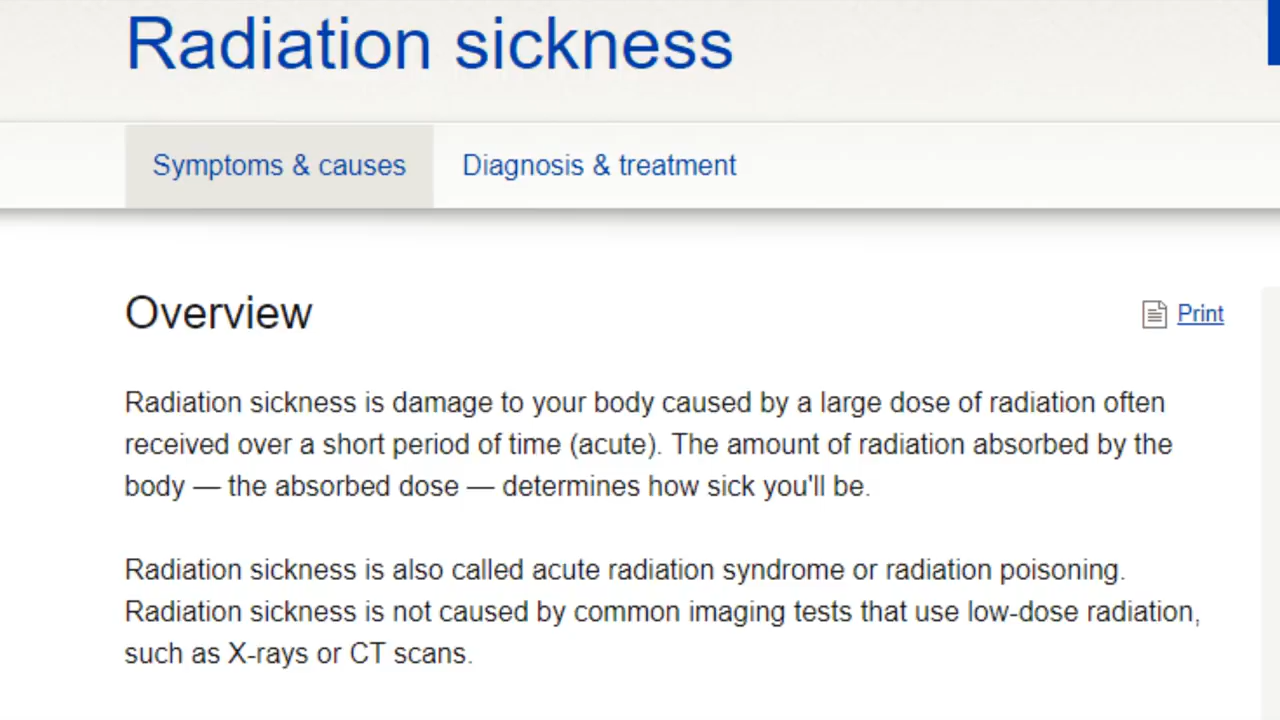 Radiation sickness
Symptoms & causes
Diagnosis & treatment
Overview
Print
Radiation sickness is damage to your body caused by a large dose of radiation often
received over a short period of time (acute). The amount of radiation absorbed by the
body — the absorbed dose — determines how sick you'll be.
Radiation sickness is also called acute radiation syndrome or radiation poisoning.
Radiation sickness is not caused by common imaging tests that use low-dose radiation,
such as X-rays or CT scans.